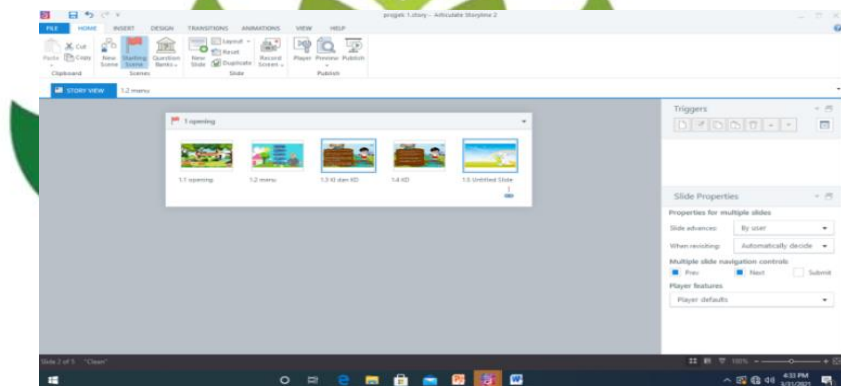 projek 1.story - Articulate Storyline 2
FILE HOME INSERT DESIGN TRANSITIONS ANIMATIONS VIEW HELP
Paste Cut Copy
Clipboard
New Scene Starting Scene Question Banks
Scenes
New Slide Layout Reset Duplicate Record Screen
Slide
Player Preview Publish
Publish
STORY VIEW 1.2 menu
1 opening
1.1 opening 1.2 menu 1.3 KI dan KD 1.4 KD 1.5 Untitled Slide
Triggers
Slide Properties
Properties for multiple slides
Slide advances: By user
When revisiting: Automatically decide
Multiple slide navigation controls
Prev Next Submit
Player features
Player defaults
Slide 2 of 5 "Clean"
100%
4:33 PM
3/31/2021